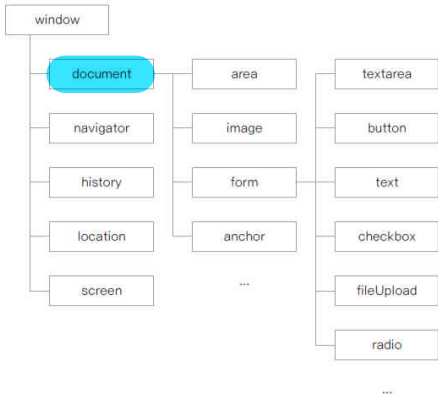 window
document
area
textarea
navigator
image
button
history
form
text
location
anchor
checkbox
screen
...
fileUpload
radio
...